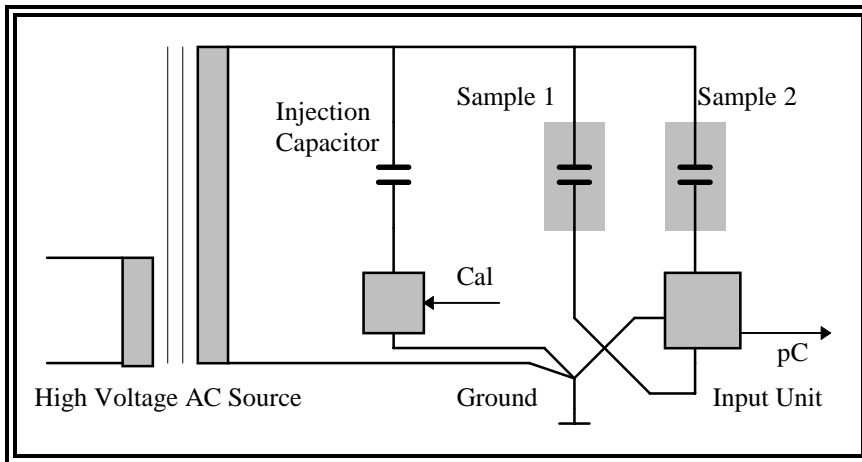 Injection
Capacitor
Sample 1
Sample 2
Cal
pC
High Voltage AC Source
Ground
Input Unit